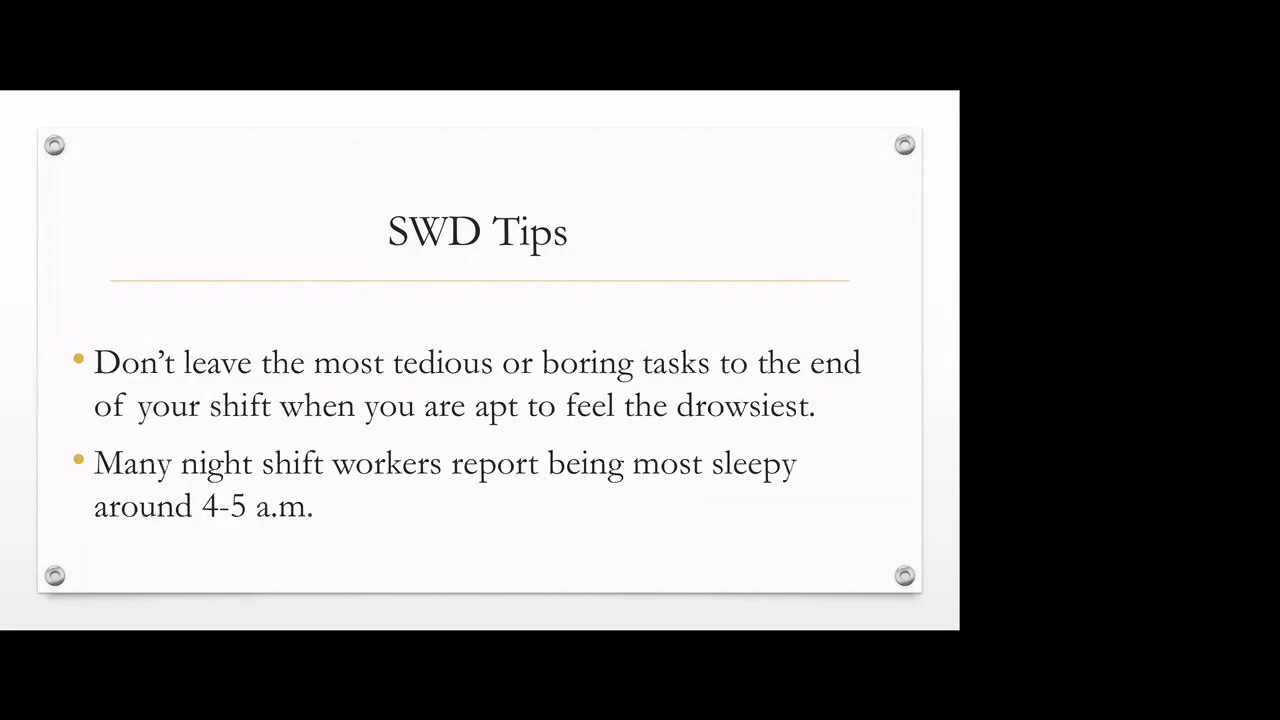 SWD Tips
• Don’t leave the most tedious or boring tasks to the end
of your shift when you are apt to feel the drowsiest.
• Many night shift workers report being most sleepy
around 4-5 a.m.